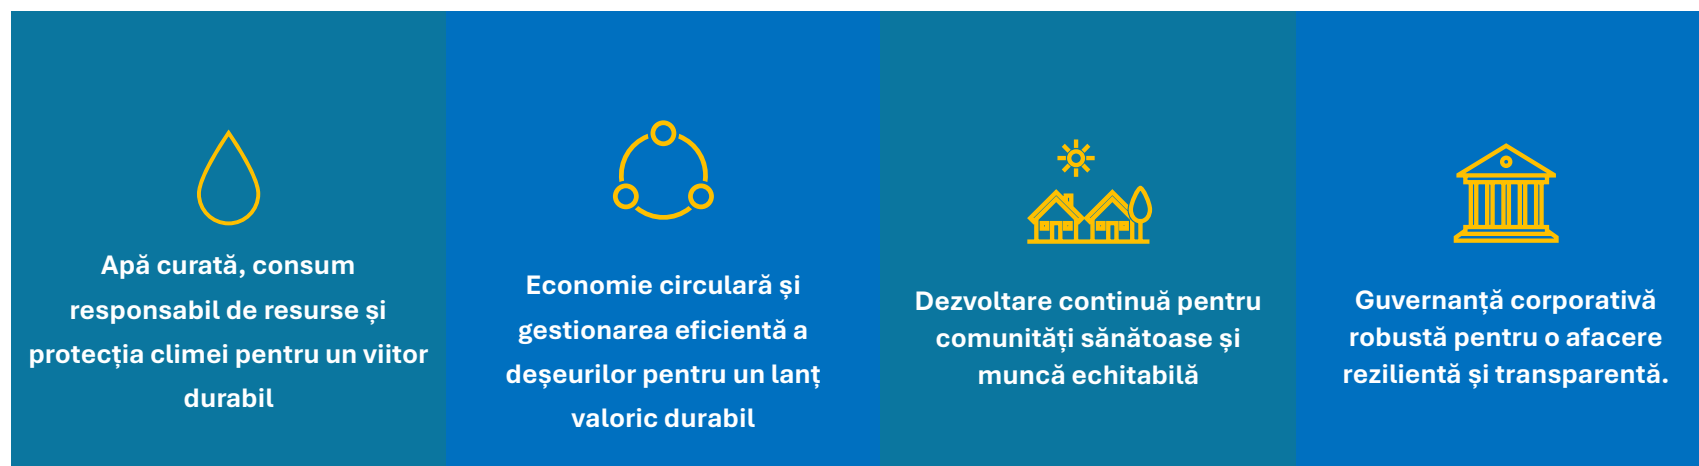 Apă curată, consum
responsabil de resurse și
protecția climei pentru un viitor
durabil
Economie circulară și
gestionarea eficientă a
deșeurilor pentru un lanț
valoric durabil
Dezvoltare continuă pentru
comunități sănătoase și
muncă echitabilă
Guvernanță corporativă
robustă pentru o afacere
rezilientă și transparentă.